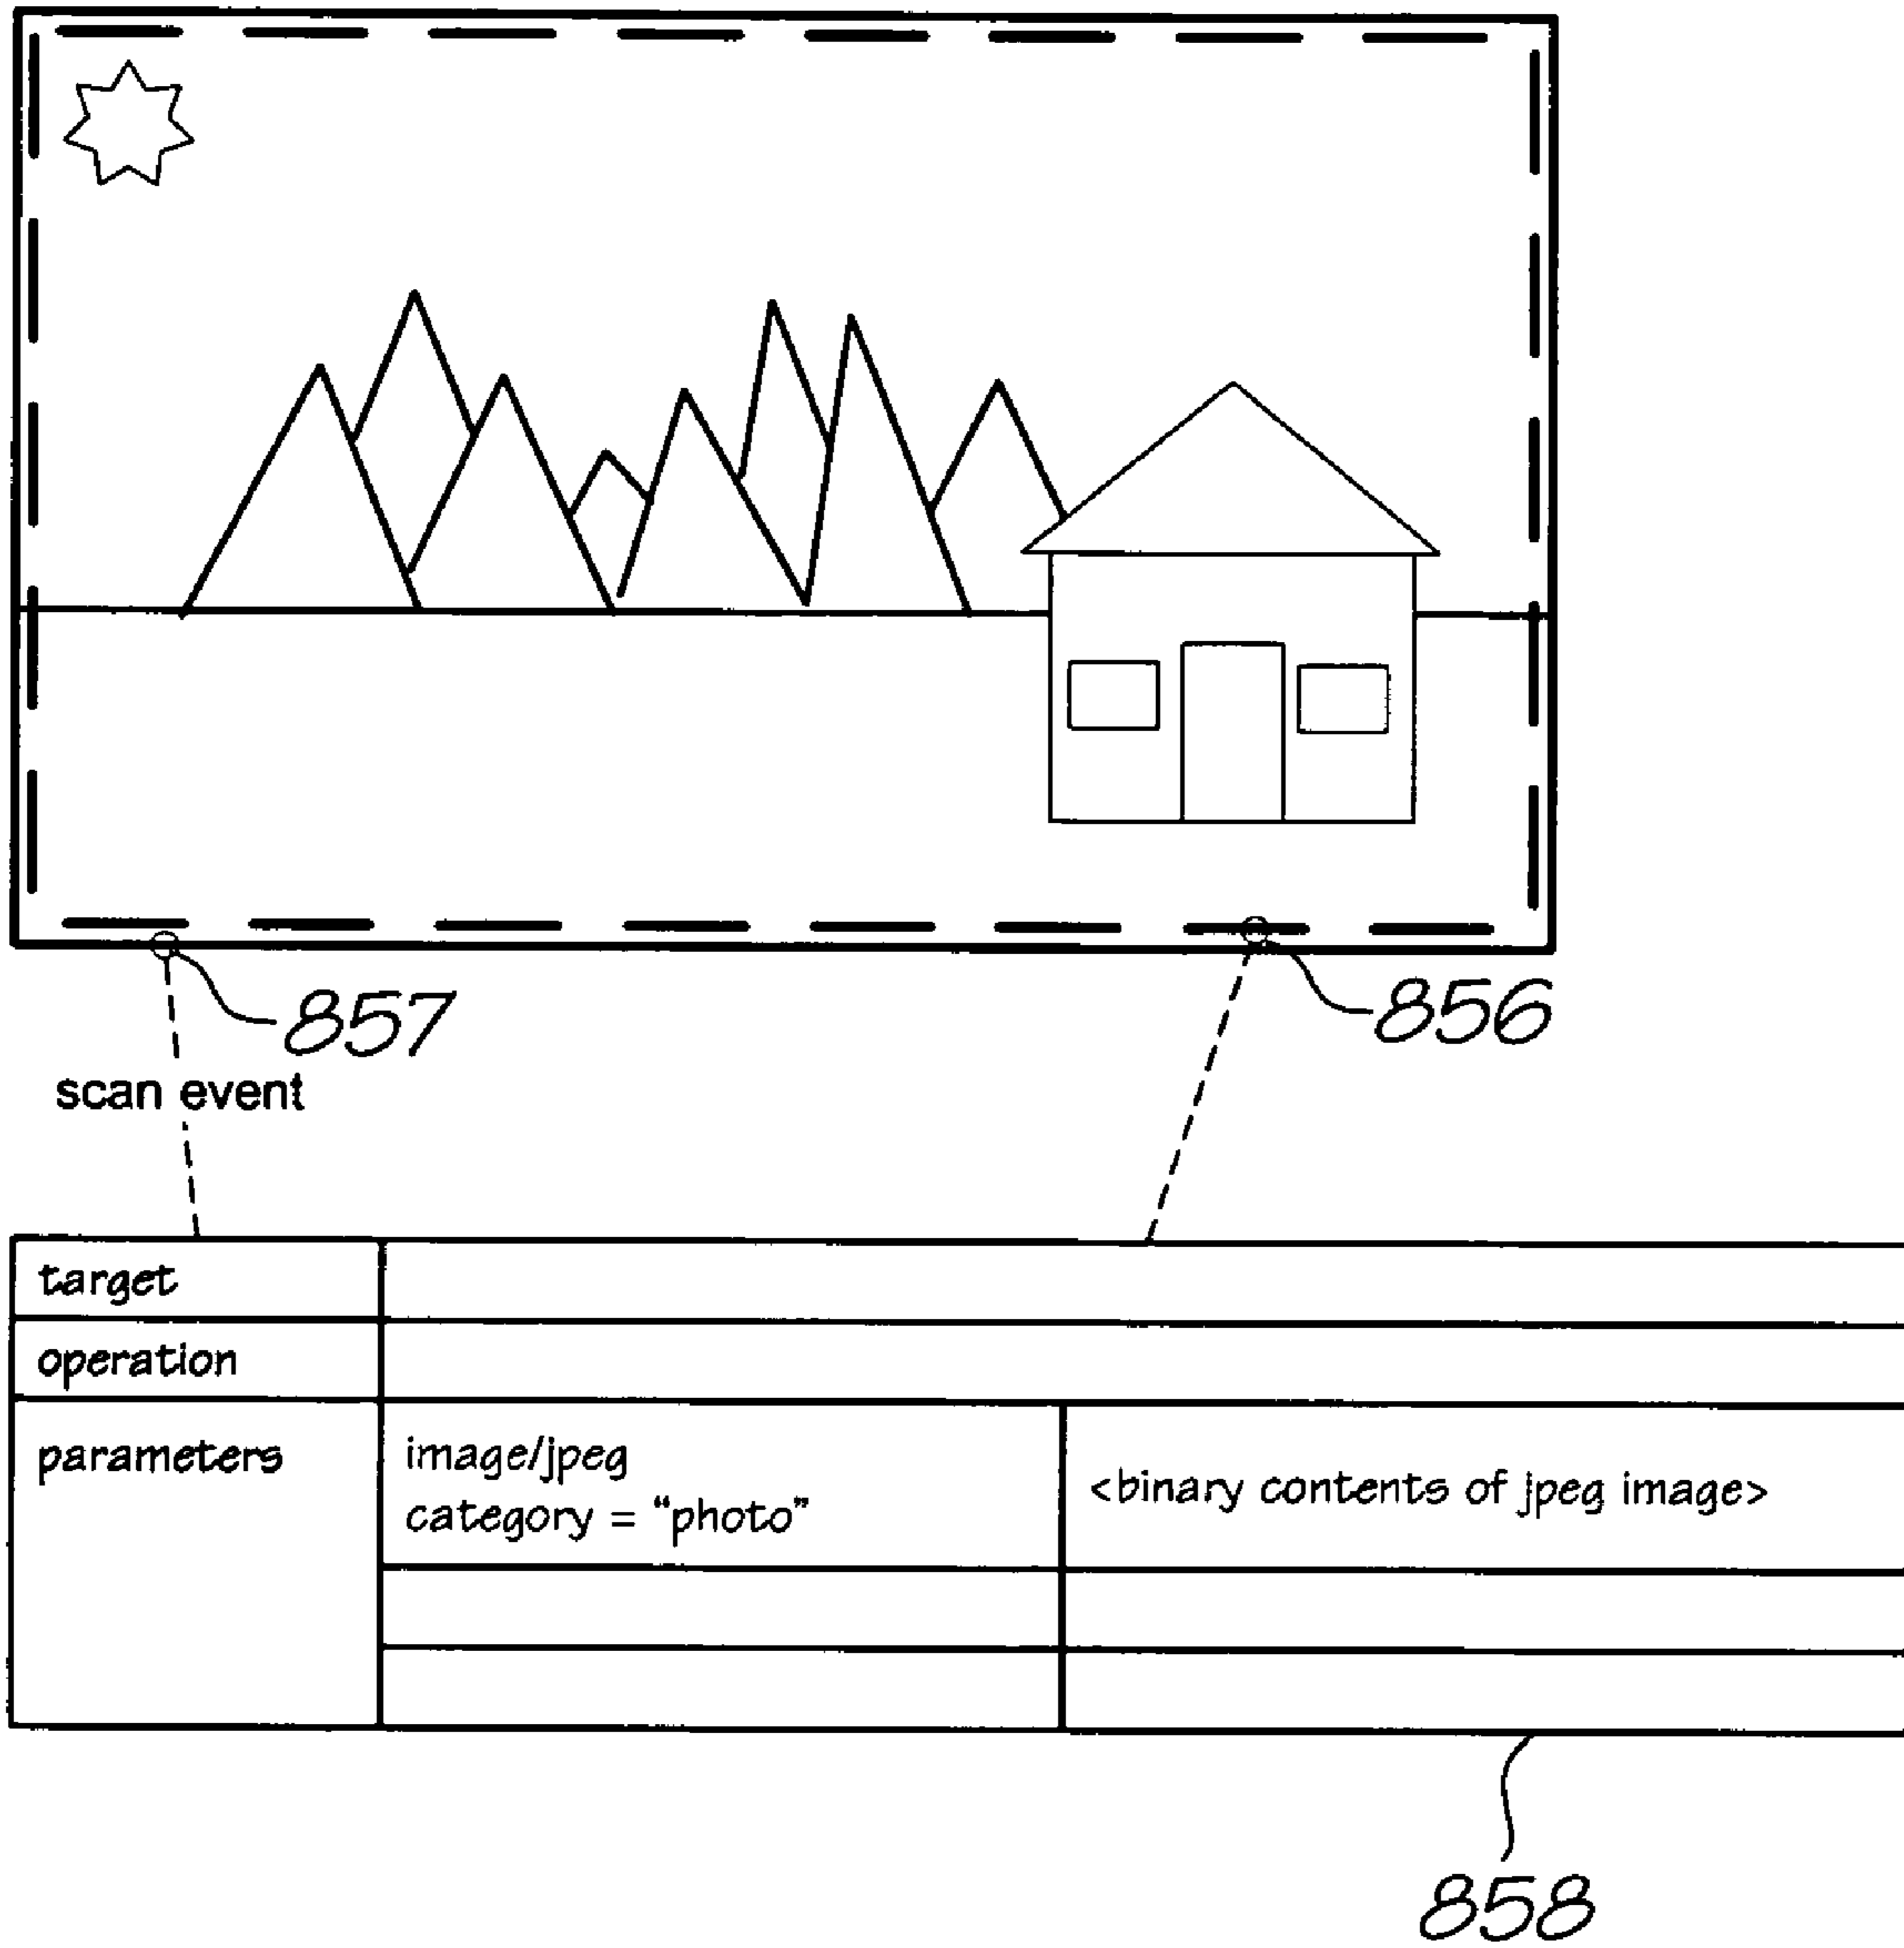 857
856
scan event
target
operation
parameters
image/jpeg
category = “photo”
<binary contents of jpeg image>
858